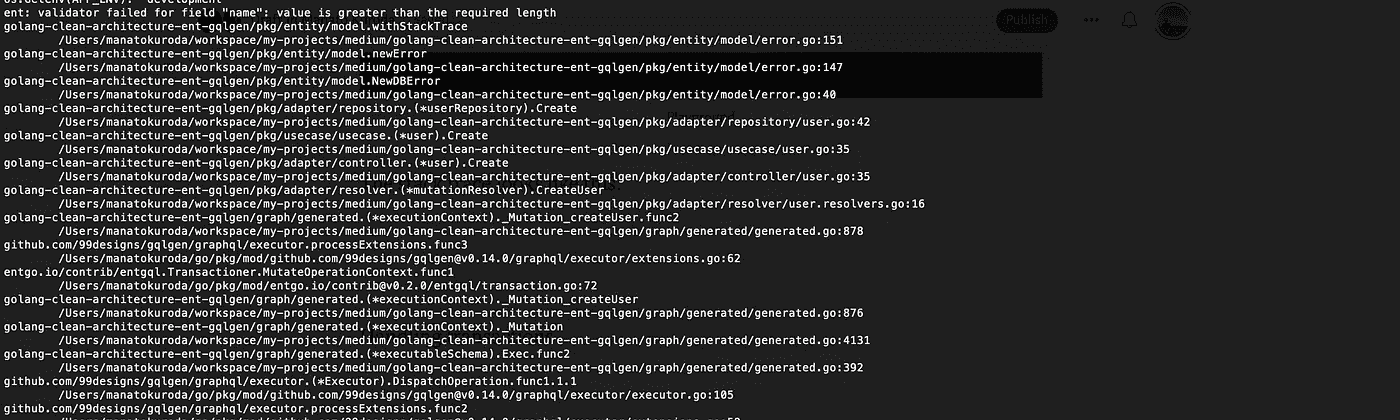 ent: validator failed for field "name": value is greater than the required length
golang-clean-architecture-ent-gqlgen/pkg/entity/model.withStackTrace
/Users/manatokuroda/workspace/my-projects/medium/golang-clean-architecture-ent-gqlgen/pkg/entity/model/error.go:151
golang-clean-architecture-ent-gqlgen/pkg/entity/model.newError
/Users/manatokuroda/workspace/my-projects/medium/golang-clean-architecture-ent-gqlgen/pkg/entity/model/error.go:147
golang-clean-architecture-ent-gqlgen/pkg/entity/model.NewDBError
/Users/manatokuroda/workspace/my-projects/medium/golang-clean-architecture-ent-gqlgen/pkg/entity/model/error.go:40
golang-clean-architecture-ent-gqlgen/pkg/adapter/repository.(*userRepository).Create
/Users/manatokuroda/workspace/my-projects/medium/golang-clean-architecture-ent-gqlgen/pkg/adapter/repository/user.go:42
golang-clean-architecture-ent-gqlgen/pkg/usecase/usecase.(*user).Create
/Users/manatokuroda/workspace/my-projects/medium/golang-clean-architecture-ent-gqlgen/pkg/usecase/usecase/user.go:35
golang-clean-architecture-ent-gqlgen/pkg/adapter/controller.(*user).Create
/Users/manatokuroda/workspace/my-projects/medium/golang-clean-architecture-ent-gqlgen/pkg/adapter/controller/user.go:35
golang-clean-architecture-ent-gqlgen/pkg/adapter/resolver.(*mutationResolver).CreateUser
/Users/manatokuroda/workspace/my-projects/medium/golang-clean-architecture-ent-gqlgen/pkg/adapter/resolver/user.resolvers.go:16
golang-clean-architecture-ent-gqlgen/graph/generated.(*executionContext)._Mutation_createUser.func2
/Users/manatokuroda/workspace/my-projects/medium/golang-clean-architecture-ent-gqlgen/graph/generated/generated.go:878
github.com/99designs/gqlgen/graphql/executor.processExtensions.func3
/Users/manatokuroda/go/pkg/mod/github.com/99designs/gqlgen@v0.14.0/graphql/executor/extensions.go:62
entgo.io/contrib/entgql.Transactioner.MutateOperationContext.func1
/Users/manatokuroda/go/pkg/mod/entgo.io/contrib@v0.2.0/entgql/transaction.go:72
golang-clean-architecture-ent-gqlgen/graph/generated.(*executionContext)._Mutation_createUser
/Users/manatokuroda/workspace/my-projects/medium/golang-clean-architecture-ent-gqlgen/graph/generated/generated.go:876
golang-clean-architecture-ent-gqlgen/graph/generated.(*executionContext)._Mutation
/Users/manatokuroda/workspace/my-projects/medium/golang-clean-architecture-ent-gqlgen/graph/generated/generated.go:4131
golang-clean-architecture-ent-gqlgen/graph/generated.(*executableSchema).Exec.func2
/Users/manatokuroda/workspace/my-projects/medium/golang-clean-architecture-ent-gqlgen/graph/generated/generated.go:392
github.com/99designs/gqlgen/graphql/executor.(*Executor).DispatchOperation.func1.1.1
/Users/manatokuroda/go/pkg/mod/github.com/99designs/gqlgen@v0.14.0/graphql/executor/executor.go:105
github.com/99designs/gqlgen/graphql/executor.processExtensions.func2
Publish